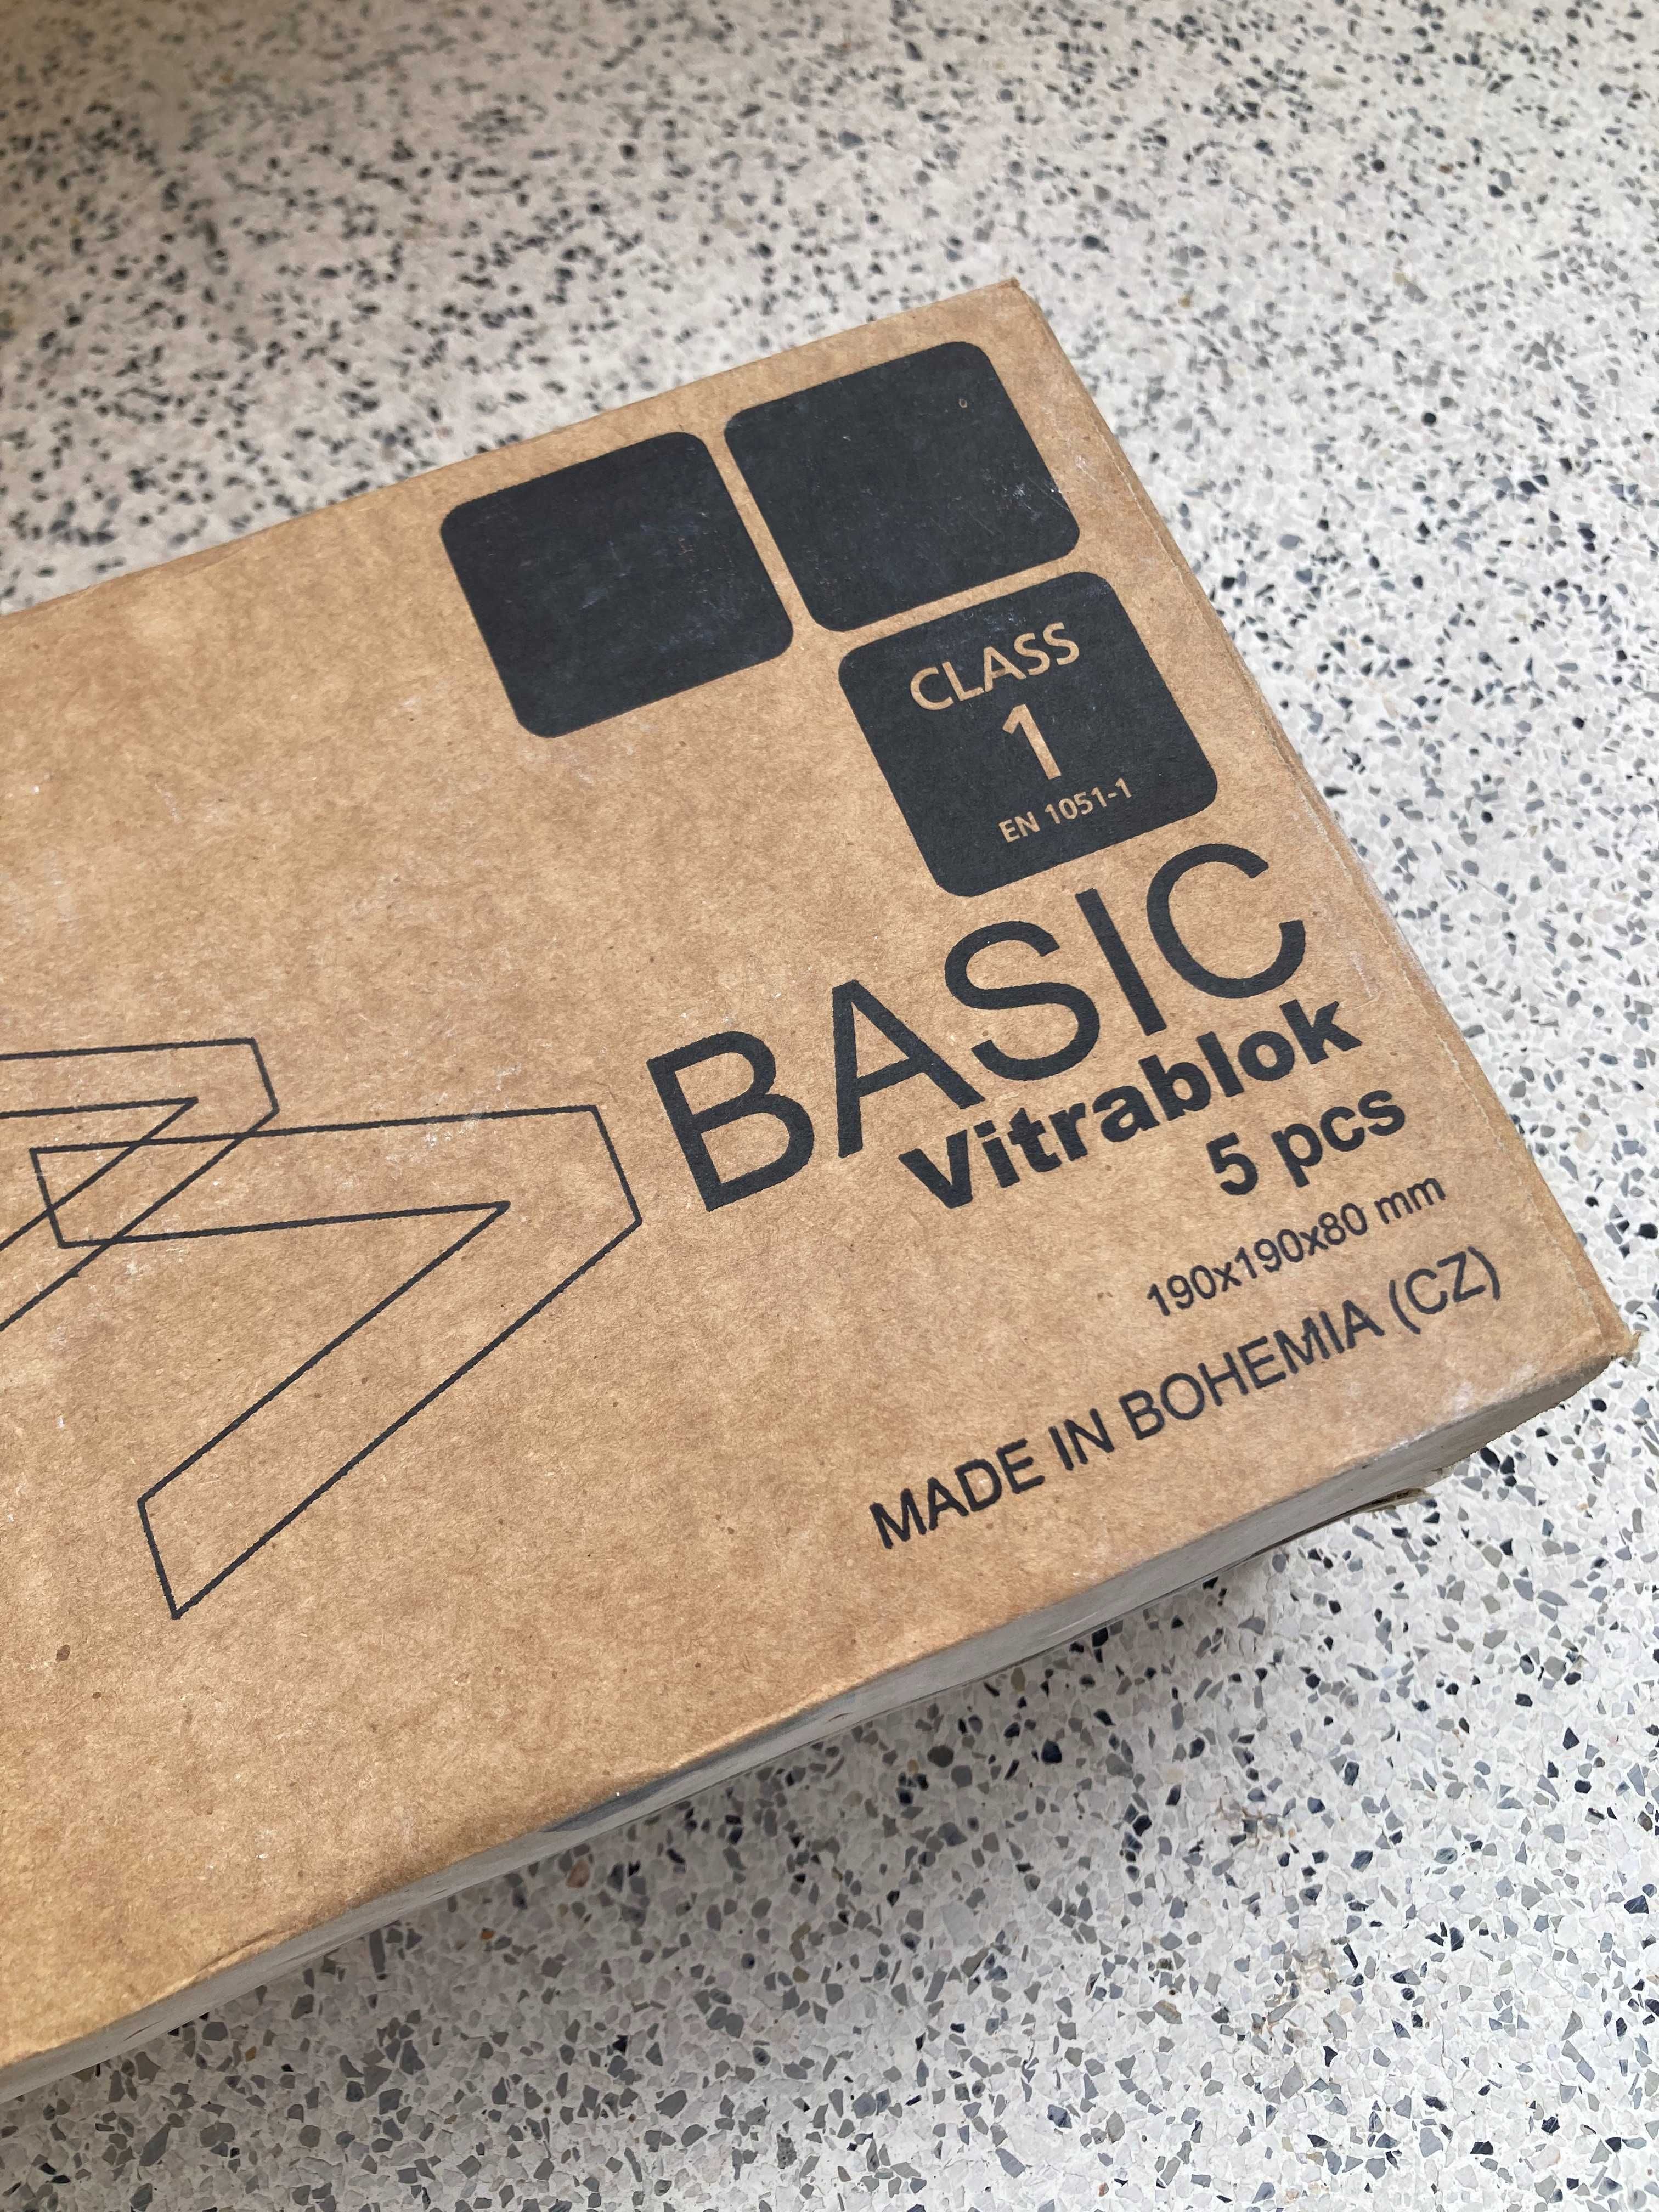 CLASS
1
EN 1051-1
BASIC
vitrablok
5 pcs
190x190x80 mm
MADE IN BOHEMIA (CZ)